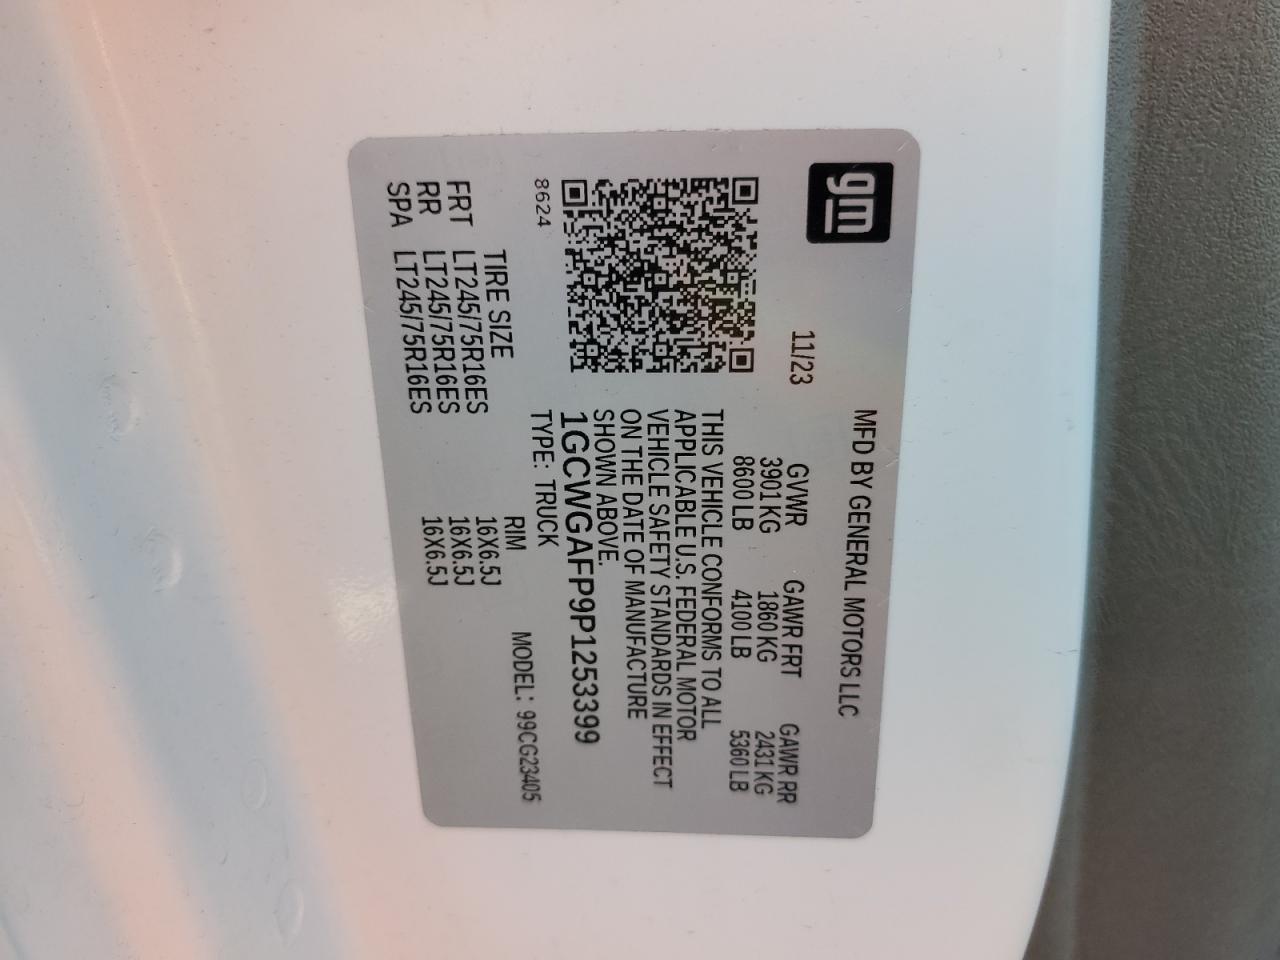 gm
MFD BY GENERAL MOTORS LLC
11/23
GVWR GAWR FRT GAWR RR
3901 KG 1860 KG 2431 KG
8600 LB 4100 LB 5360 LB
THIS VEHICLE CONFORMS TO ALL
APPLICABLE U.S. FEDERAL MOTOR
VEHICLE SAFETY STANDARDS IN EFFECT
ON THE DATE OF MANUFACTURE
SHOWN ABOVE.
1GCWGAFP9P1253399
8624
TYPE: TRUCK
TIRE SIZE RIM MODEL: 99CG23405
FRT LT245/75R16ES 16X6.5J
RR LT245/75R16ES 16X6.5J
SPA LT245/75R16ES 16X6.5J